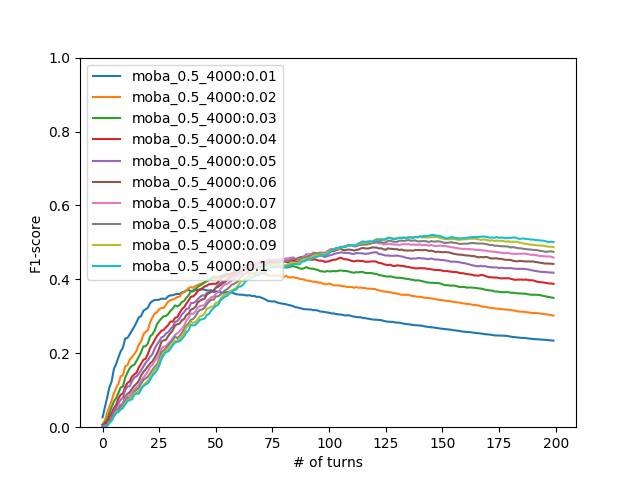 1.0
0.8
0.6
0.4
0.2
0.0
F1-score
moba_0.5_4000:0.01
moba_0.5_4000:0.02
moba_0.5_4000:0.03
moba_0.5_4000:0.04
moba_0.5_4000:0.05
moba_0.5_4000:0.06
moba_0.5_4000:0.07
moba_0.5_4000:0.08
moba_0.5_4000:0.09
moba_0.5_4000:0.1
0 25 50 75 100 125 150 175 200
# of turns